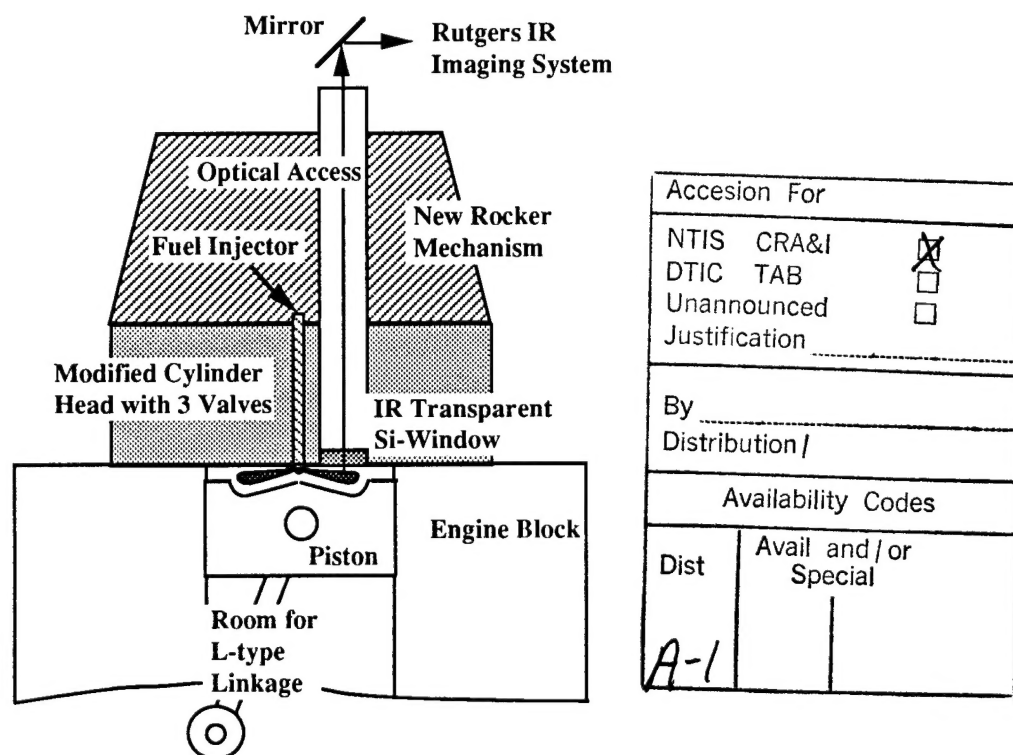 Mirror
Rutgers IR
Imaging System
Optical Access
New Rocker
Mechanism
Fuel Injector
Modified Cylinder
Head with 3 Valves
IR Transparent
Si-Window
Engine Block
Piston
Room for
L-type
Linkage
Accesion For
NTIS CRA&I
DTIC TAB
Unannounced
Justification
By
Distribution /
Availability Codes
Dist
Avail and / or
Special
A-1